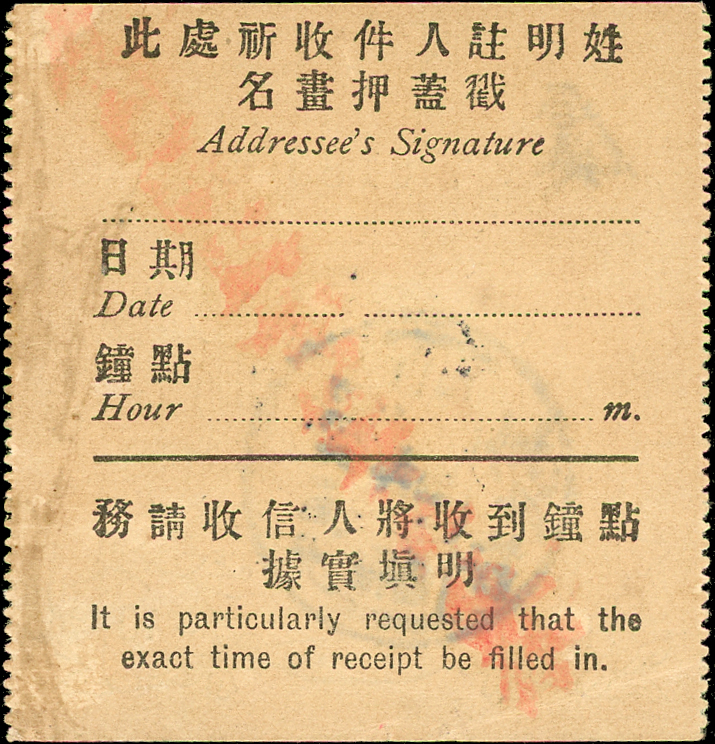 此處祈收件人註明姓
名畫押蓋戳
Addressee's Signature
日期
Date
鐘點
Hour m.
務請收信人將收到鐘點
據實填明
It is particularly requested that the
exact time of receipt be filled in.